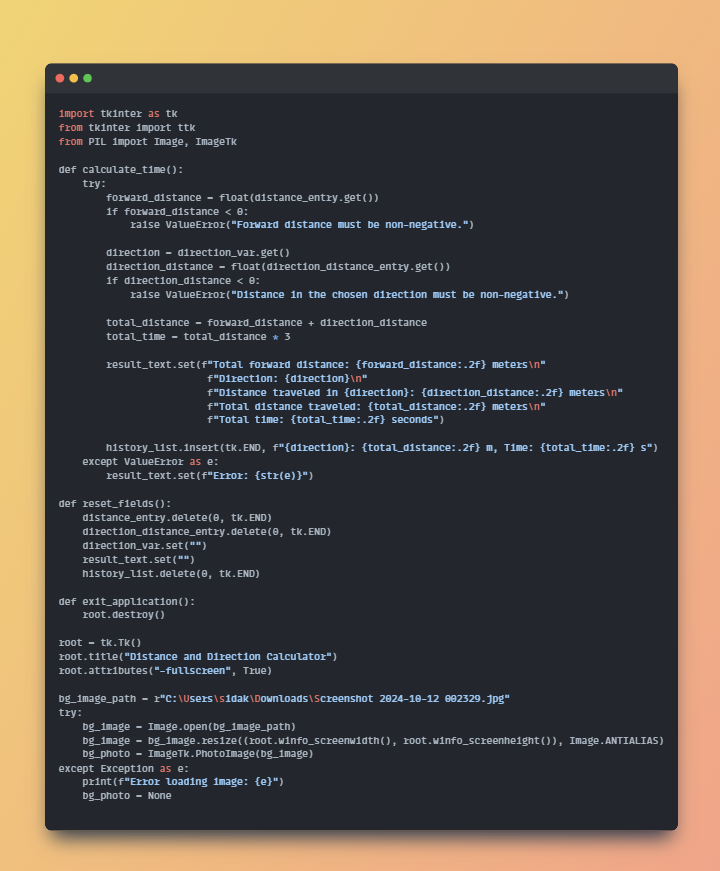 import tkinter as tk
from tkinter import ttk
from PIL import Image, ImageTk

def calculate_time():
    try:
        forward_distance = float(distance_entry.get())
        if forward_distance < 0:
            raise ValueError("Forward distance must be non-negative.")

        direction = direction_var.get()
        direction_distance = float(direction_distance_entry.get())
        if direction_distance < 0:
            raise ValueError("Distance in the chosen direction must be non-negative.")

        total_distance = forward_distance + direction_distance
        total_time = total_distance * 3

        result_text.set(f"Total forward distance: {forward_distance:.2f} meters\n"
                         f"Direction: {direction}\n"
                         f"Distance traveled in {direction}: {direction_distance:.2f} meters\n"
                         f"Total distance traveled: {total_distance:.2f} meters\n"
                         f"Total time: {total_time:.2f} seconds")

        history_list.insert(tk.END, f"{direction}: {total_distance:.2f} m, Time: {total_time:.2f} s")
    except ValueError as e:
        result_text.set(f"Error: {str(e)}")

def reset_fields():
    distance_entry.delete(0, tk.END)
    direction_distance_entry.delete(0, tk.END)
    direction_var.set("")
    result_text.set("")
    history_list.delete(0, tk.END)

def exit_application():
    root.destroy()

root = tk.Tk()
root.title("Distance and Direction Calculator")
root.attributes("-fullscreen", True)

bg_image_path = r"C:\Users\sidak\Downloads\Screenshot 2024-10-12 002329.jpg"
try:
    bg_image = Image.open(bg_image_path)
    bg_image = bg_image.resize((root.winfo_screenwidth(), root.winfo_screenheight()), Image.ANTIALIAS)
    bg_photo = ImageTk.PhotoImage(bg_image)
except Exception as e:
    print(f"Error loading image: {e}")
    bg_photo = None